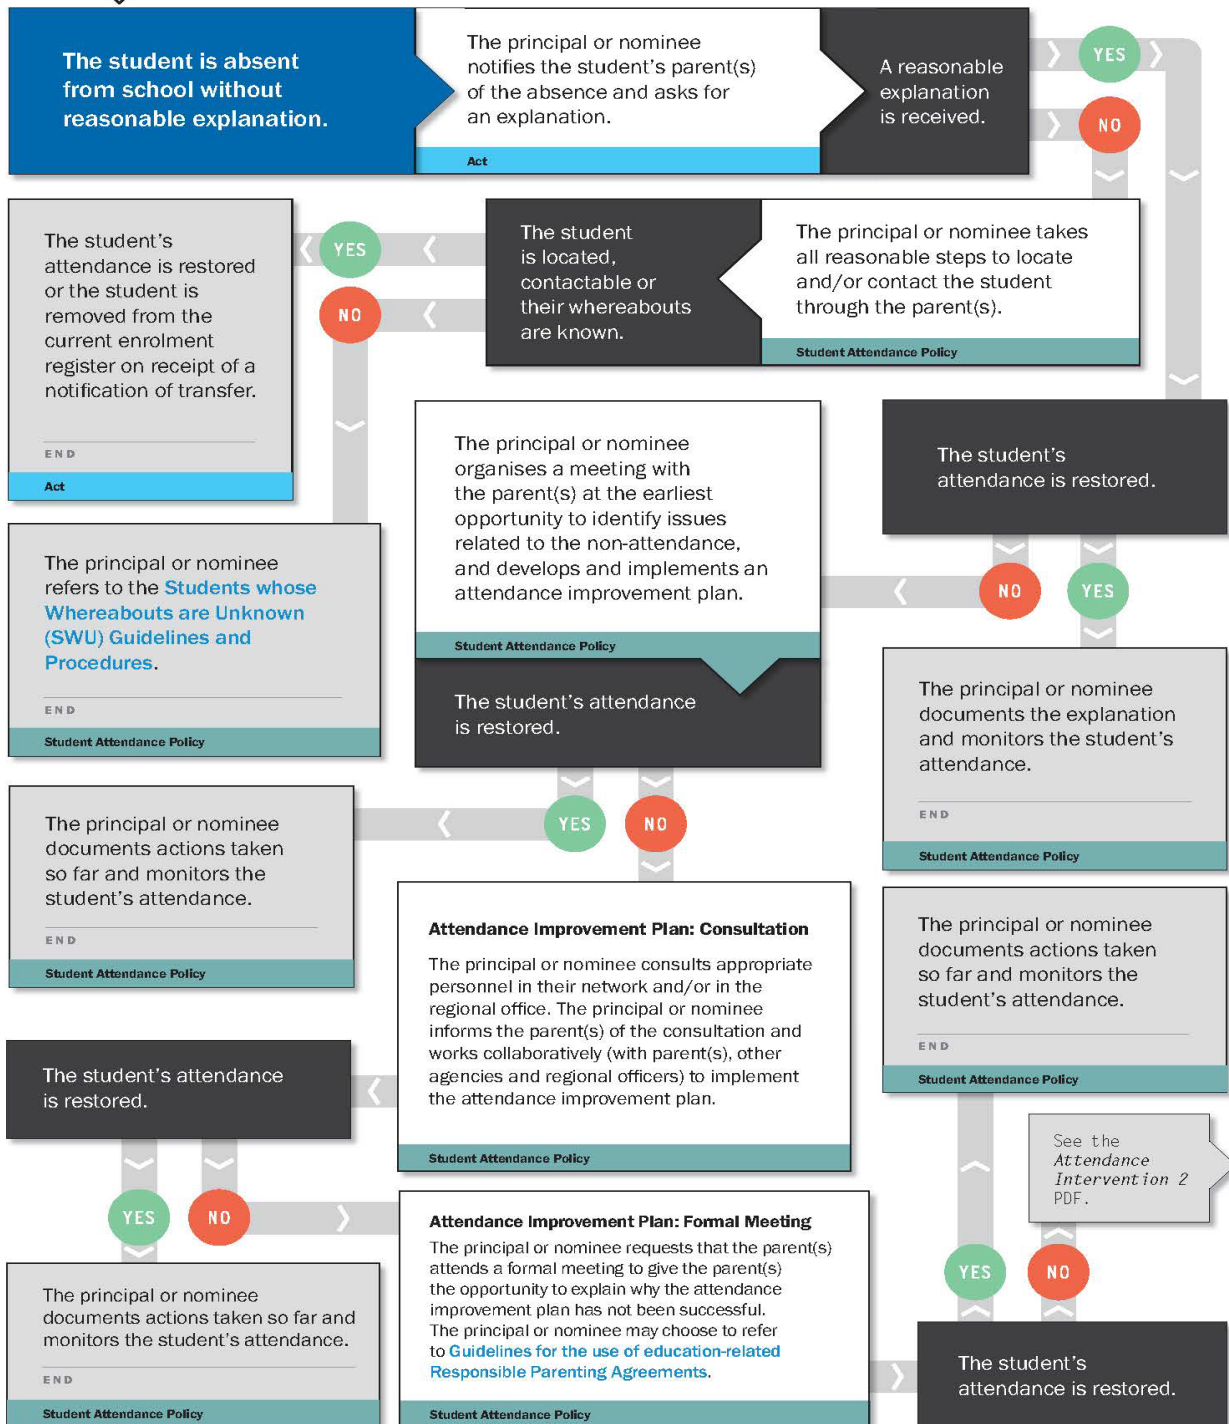 The student is absent
from school without
reasonable explanation.
The principal or nominee
notifies the student's parent(s)
of the absence and asks for
an explanation.
Act
A reasonable
explanation
is received.
YES
NO
The principal or nominee takes
all reasonable steps to locate
and/or contact the student
through the parent(s).
Student Attendance Policy
The student
is located,
contactable or
their whereabouts
are known.
YES
NO
The student's
attendance is restored
or the student is
removed from the
current enrolment
register on receipt of a
notification of transfer.
END
Act
The principal or nominee
refers to the Students whose
Whereabouts are Unknown
(SWU) Guidelines and
Procedures.
END
Student Attendance Policy
The student's
attendance is restored.
NO
YES
The principal or nominee
documents the explanation
and monitors the student's
attendance.
END
Student Attendance Policy
The principal or nominee
organises a meeting with
the parent(s) at the earliest
opportunity to identify issues
related to the non-attendance,
and develops and implements an
attendance improvement plan.
Student Attendance Policy
The student's attendance
is restored.
YES
NO
The principal or nominee
documents actions taken
so far and monitors the
student's attendance.
END
Student Attendance Policy
Attendance Improvement Plan: Consultation
The principal or nominee consults appropriate
personnel in their network and/or in the
regional office. The principal or nominee
informs the parent(s) of the consultation and
works collaboratively (with parent(s), other
agencies and regional officers) to implement
the attendance improvement plan.
Student Attendance Policy
The student's attendance
is restored.
YES
NO
The principal or nominee
documents actions taken so far and
monitors the student's attendance.
END
Student Attendance Policy
Attendance Improvement Plan: Formal Meeting
The principal or nominee requests that the parent(s)
attends a formal meeting to give the parent(s)
the opportunity to explain why the attendance
improvement plan has not been successful.
The principal or nominee may choose to refer
to Guidelines for the use of education-related
Responsible Parenting Agreements.
Student Attendance Policy
The student's
attendance is restored.
YES
NO
The principal or nominee
documents actions taken
so far and monitors the
student's attendance.
END
Student Attendance Policy
See the
Attendance
Intervention 2
PDF.